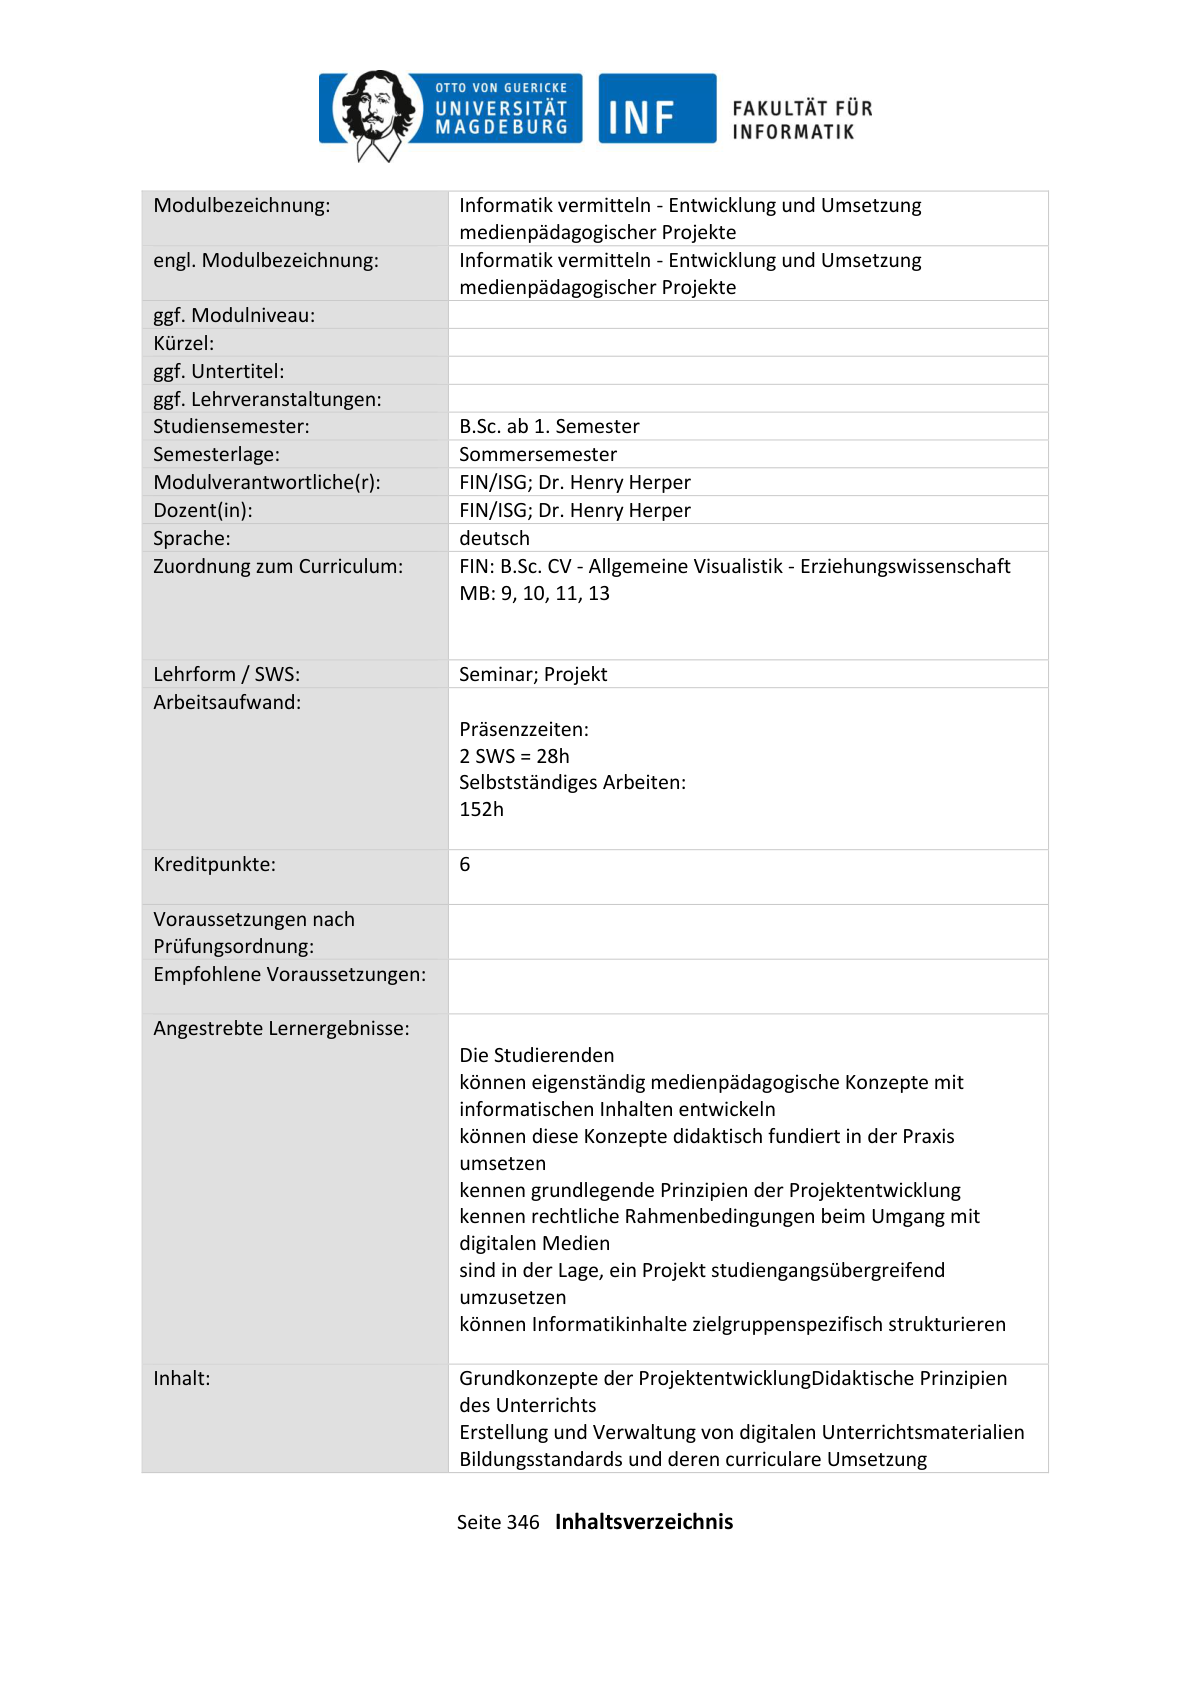 OTTO VON GUERICKE
UNIVERSITÄT
MAGDEBURG
INF
FAKULTÄT FÜR
INFORMATIK
Modulbezeichnung:
Informatik vermitteln - Entwicklung und Umsetzung
medienpädagogischer Projekte
engl. Modulbezeichnung:
Informatik vermitteln - Entwicklung und Umsetzung
medienpädagogischer Projekte
ggf. Modulniveau:
Kürzel:
ggf. Untertitel:
ggf. Lehrveranstaltungen:
Studiensemester:
B.Sc. ab 1. Semester
Semesterlage:
Sommersemester
Modulverantwortliche(r):
FIN/ISG; Dr. Henry Herper
Dozent(in):
FIN/ISG; Dr. Henry Herper
Sprache:
deutsch
Zuordnung zum Curriculum:
FIN: B.Sc. CV - Allgemeine Visualistik - Erziehungswissenschaft
MB: 9, 10, 11, 13
Lehrform / SWS:
Seminar; Projekt
Arbeitsaufwand:
Präsenzzeiten:
2 SWS = 28h
Selbstständiges Arbeiten:
152h
Kreditpunkte:
6
Voraussetzungen nach
Prüfungsordnung:
Empfohlene Voraussetzungen:
Angestrebte Lernergebnisse:
Die Studierenden
können eigenständig medienpädagogische Konzepte mit
informatischen Inhalten entwickeln
können diese Konzepte didaktisch fundiert in der Praxis
umsetzen
kennen grundlegende Prinzipien der Projektentwicklung
kennen rechtliche Rahmenbedingungen beim Umgang mit
digitalen Medien
sind in der Lage, ein Projekt studiengangsübergreifend
umzusetzen
können Informatikinhalte zielgruppenspezifisch strukturieren
Inhalt:
Grundkonzepte der ProjektentwicklungDidaktische Prinzipien
des Unterrichts
Erstellung und Verwaltung von digitalen Unterrichtsmaterialien
Bildungsstandards und deren curriculare Umsetzung
Seite 346 Inhaltsverzeichnis